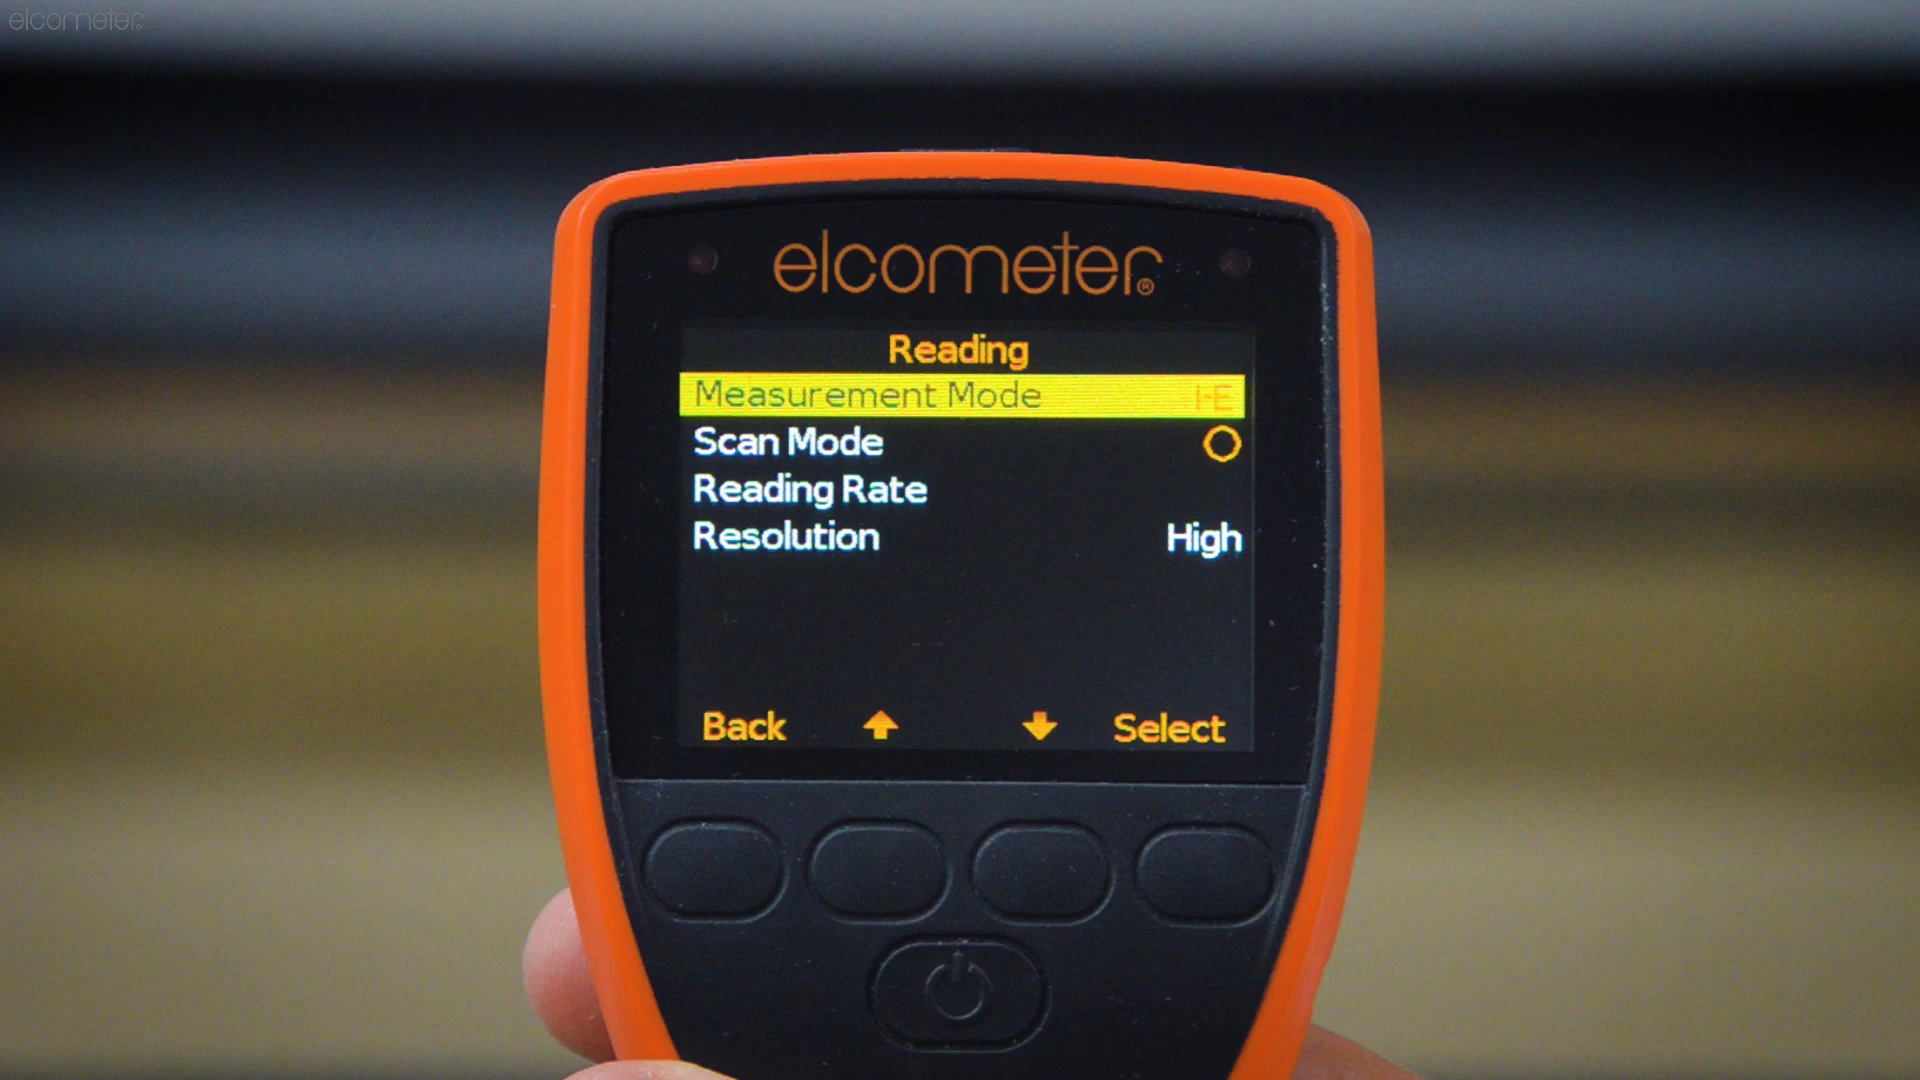 elcometer
elcometer®
Reading
Measurement Mode I-E
Scan Mode
Reading Rate
Resolution High
Back Select